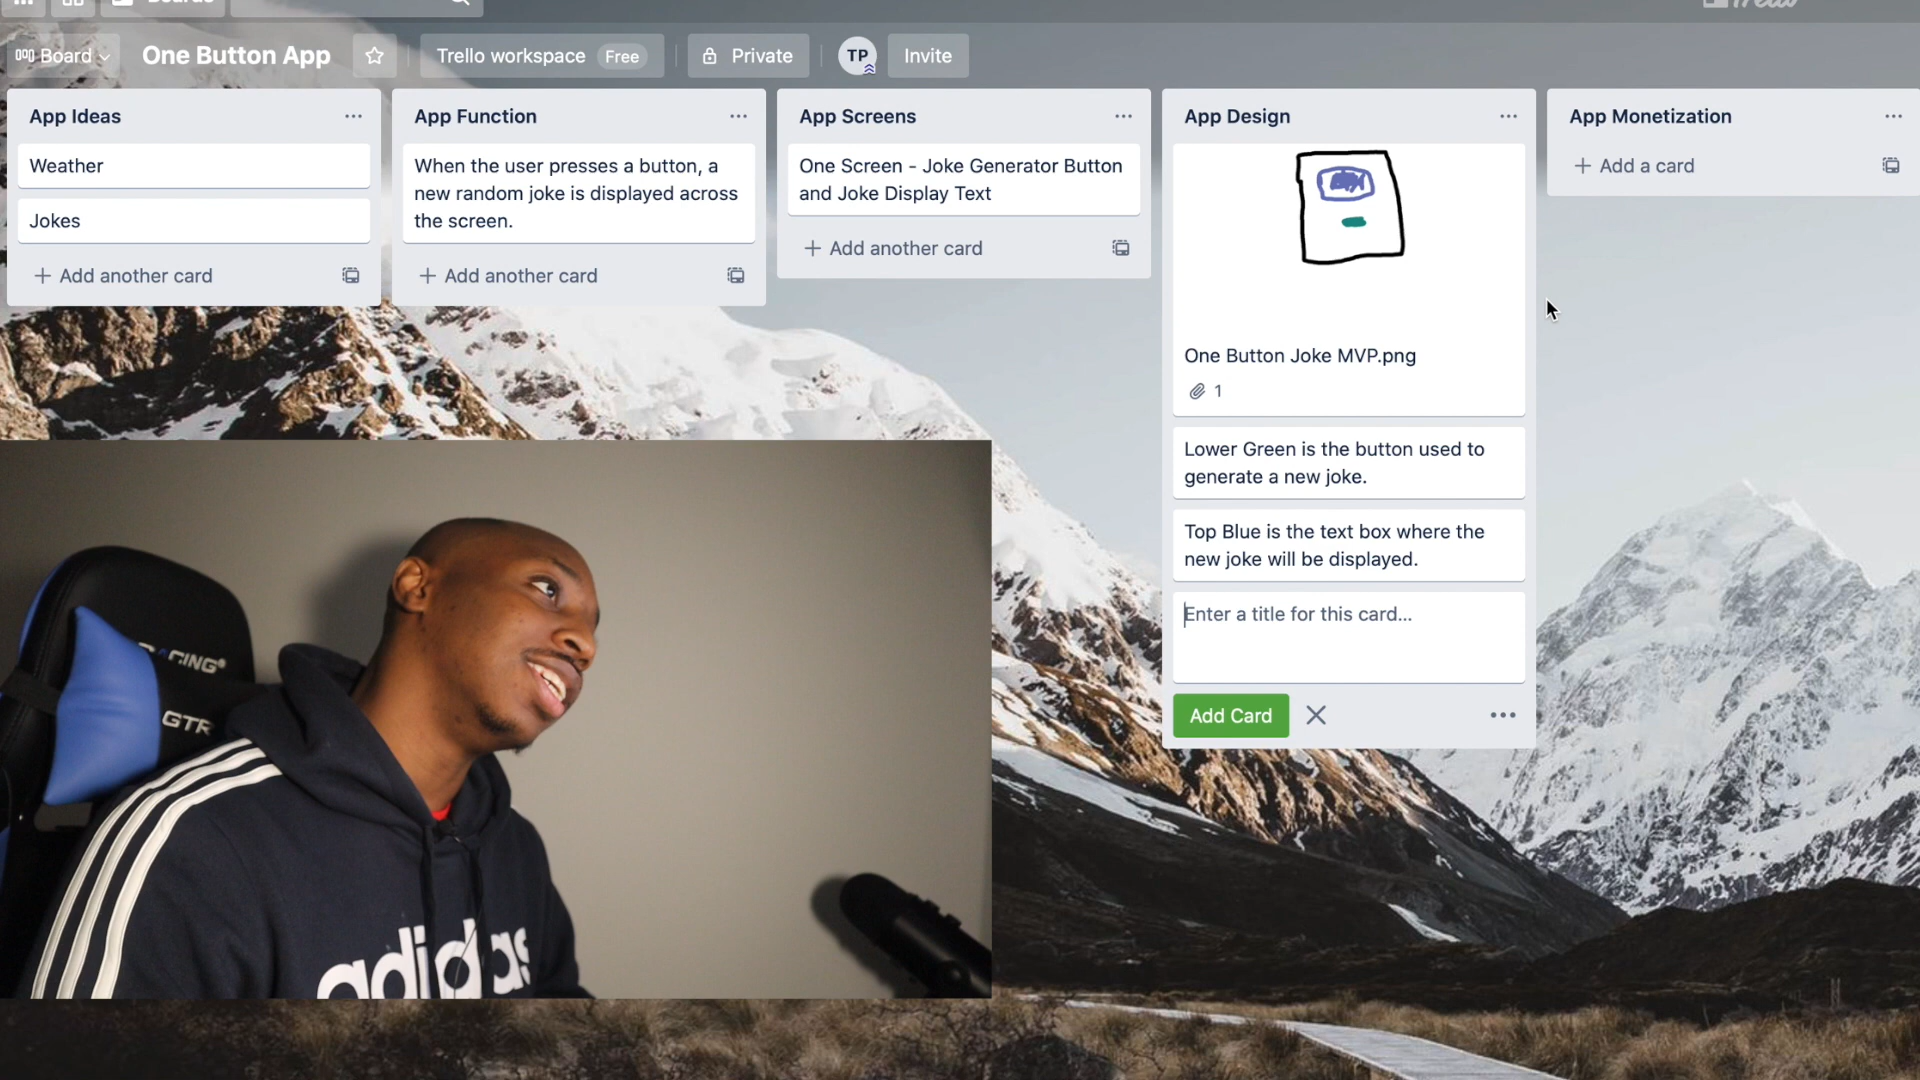 Boards
Trello
Board
One Button App
Trello workspace Free
Private
TP
Invite
App Ideas
Weather
Jokes
+ Add another card
App Function
When the user presses a button, a
new random joke is displayed across
the screen.
+ Add another card
App Screens
One Screen - Joke Generator Button
and Joke Display Text
+ Add another card
App Design
One Button Joke MVP.png
1
Lower Green is the button used to
generate a new joke.
Top Blue is the text box where the
new joke will be displayed.
Enter a title for this card...
Add Card
App Monetization
+ Add a card
GTR
adidas